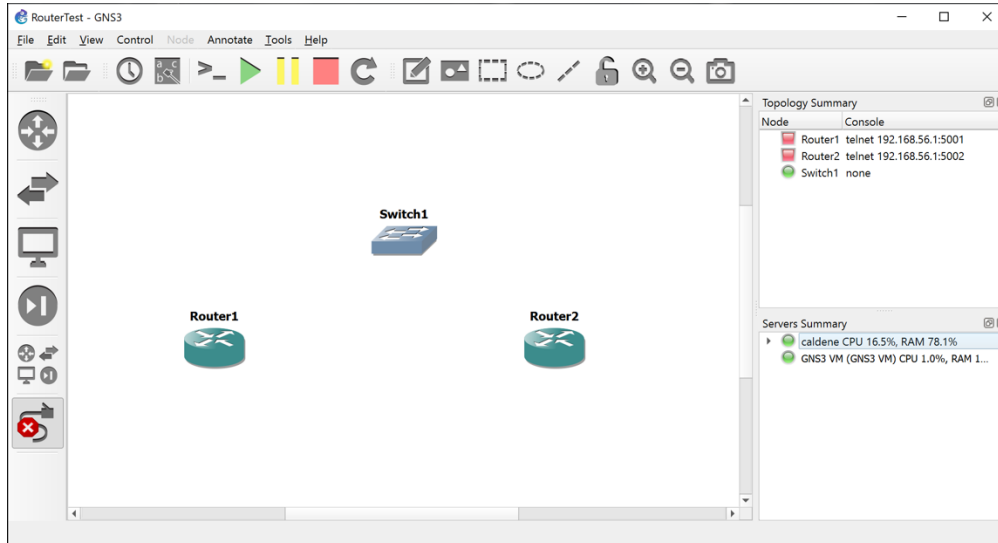 RouterTest - GNS3
File Edit View Control Node Annotate Tools Help
Topology Summary
Node Console
Router1 telnet 192.168.56.1:5001
Router2 telnet 192.168.56.1:5002
Switch1 none
Switch1
Router1
Router2
Servers Summary
caldene CPU 16.5%, RAM 78.1%
GNS3 VM (GNS3 VM) CPU 1.0%, RAM 1...